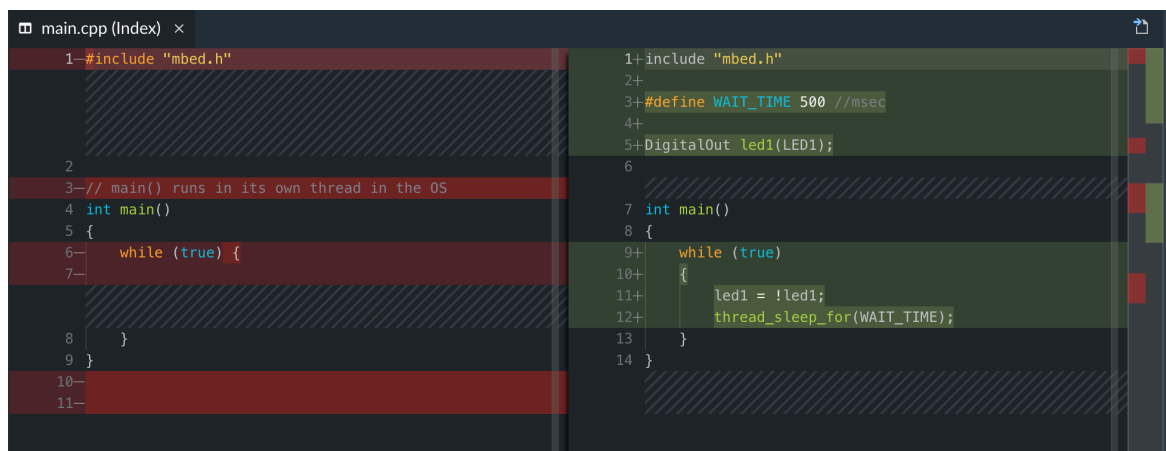 main.cpp (Index) ×
1—#include "mbed.h"
2
3—// main() runs in its own thread in the OS
4 int main()
5 {
6—    while (true) {
7—
8     }
9 }
10—
11—
1+include "mbed.h"
2+
3+#define WAIT_TIME 500 //msec
4+
5+DigitalOut led1(LED1);
6
7 int main()
8 {
9+    while (true)
10+    {
11+        led1 = !led1;
12+        thread_sleep_for(WAIT_TIME);
13     }
14 }